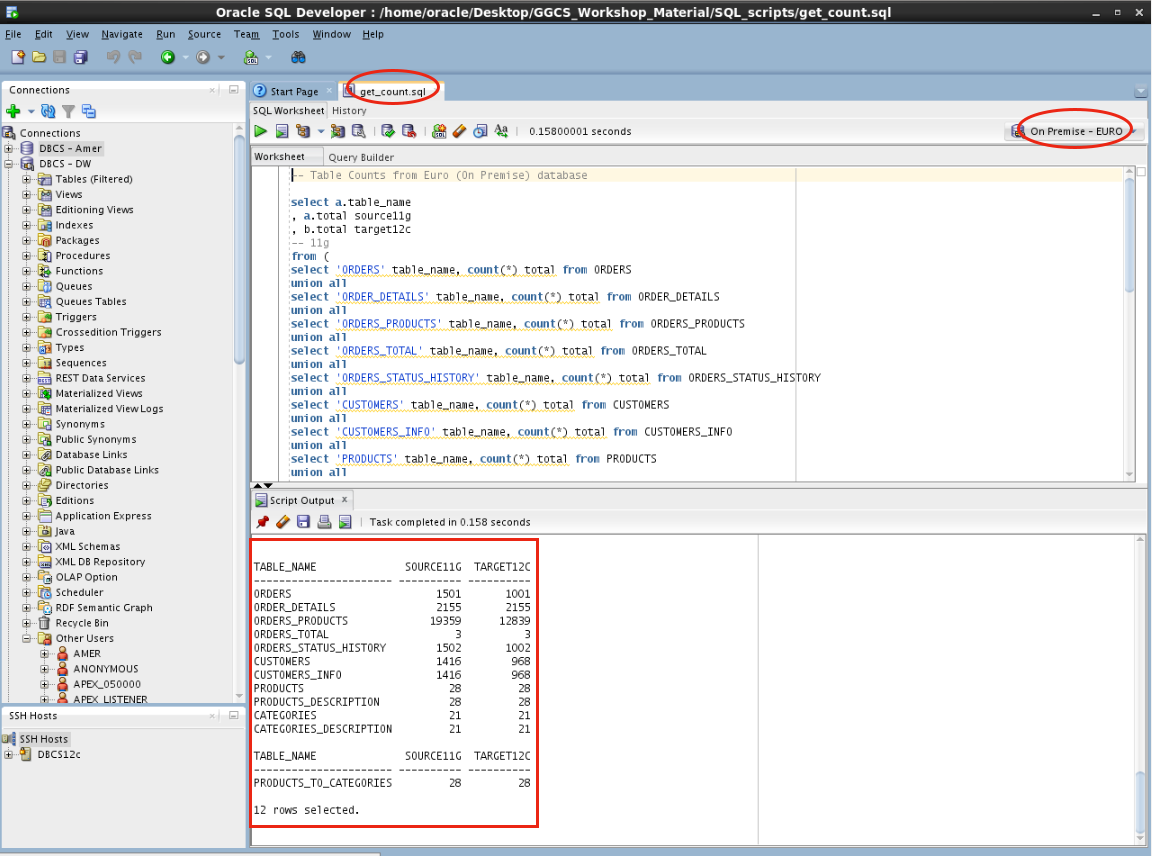 Oracle SQL Developer : /home/oracle/Desktop/GGCS_Workshop_Material/SQL_scripts/get_count.sql
File Edit View Navigate Run Source Team Tools Window Help
Connections
Connections
DBCS - Amer
DBCS - DW
Tables (Filtered)
Views
Editioning Views
Indexes
Packages
Procedures
Functions
Queues
Queues Tables
Triggers
Crossedition Triggers
Types
Sequences
REST Data Services
Materialized Views
Materialized View Logs
Synonyms
Public Synonyms
Database Links
Public Database Links
Directories
Editions
Application Express
Java
XML Schemas
XML DB Repository
OLAP Option
Scheduler
RDF Semantic Graph
Recycle Bin
Other Users
AMER
ANONYMOUS
APEX_050000
APEX_LISTENER
SSH Hosts
SSH Hosts
DBCS12c
Start Page get_count.sql
SQL Worksheet History
0.15800001 seconds
On Premise - EURO
Worksheet Query Builder
-- Table Counts from Euro (On Premise) database
select a.table_name
, a.total source11g
, b.total target12c
-- 11g
from (
select 'ORDERS' table_name, count(*) total from ORDERS
union all
select 'ORDER_DETAILS' table_name, count(*) total from ORDER_DETAILS
union all
select 'ORDERS_PRODUCTS' table_name, count(*) total from ORDERS_PRODUCTS
union all
select 'ORDERS_TOTAL' table_name, count(*) total from ORDERS_TOTAL
union all
select 'ORDERS_STATUS_HISTORY' table_name, count(*) total from ORDERS_STATUS_HISTORY
union all
select 'CUSTOMERS' table_name, count(*) total from CUSTOMERS
union all
select 'CUSTOMERS_INFO' table_name, count(*) total from CUSTOMERS_INFO
union all
select 'PRODUCTS' table_name, count(*) total from PRODUCTS
union all
Script Output
Task completed in 0.158 seconds
TABLE_NAME SOURCE11G TARGET12C
---------------------- ---------- ----------
ORDERS 1501 1001
ORDER_DETAILS 2155 2155
ORDERS_PRODUCTS 19359 12839
ORDERS_TOTAL 3 3
ORDERS_STATUS_HISTORY 1502 1002
CUSTOMERS 1416 968
CUSTOMERS_INFO 1416 968
PRODUCTS 28 28
PRODUCTS_DESCRIPTION 28 28
CATEGORIES 21 21
CATEGORIES_DESCRIPTION 21 21
TABLE_NAME SOURCE11G TARGET12C
---------------------- ---------- ----------
PRODUCTS_TO_CATEGORIES 28 28
12 rows selected.